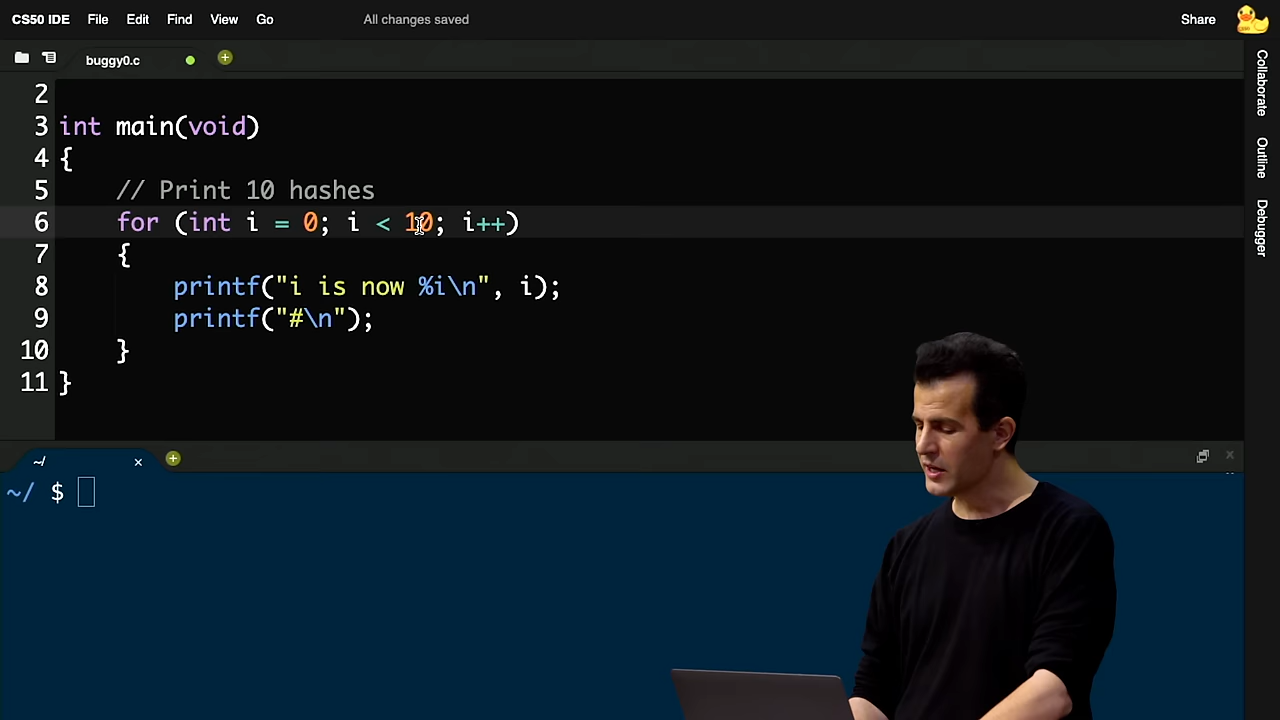 CS50 IDE File Edit Find View Go All changes saved Share
buggy0.c
2
3 int main(void)
4 {
5 // Print 10 hashes
6 for (int i = 0; i < 10; i++)
7 {
8 printf("i is now %i\n", i);
9 printf("#\n");
10 }
11 }
~/
~/ $
Collaborate
Outline
Debugger